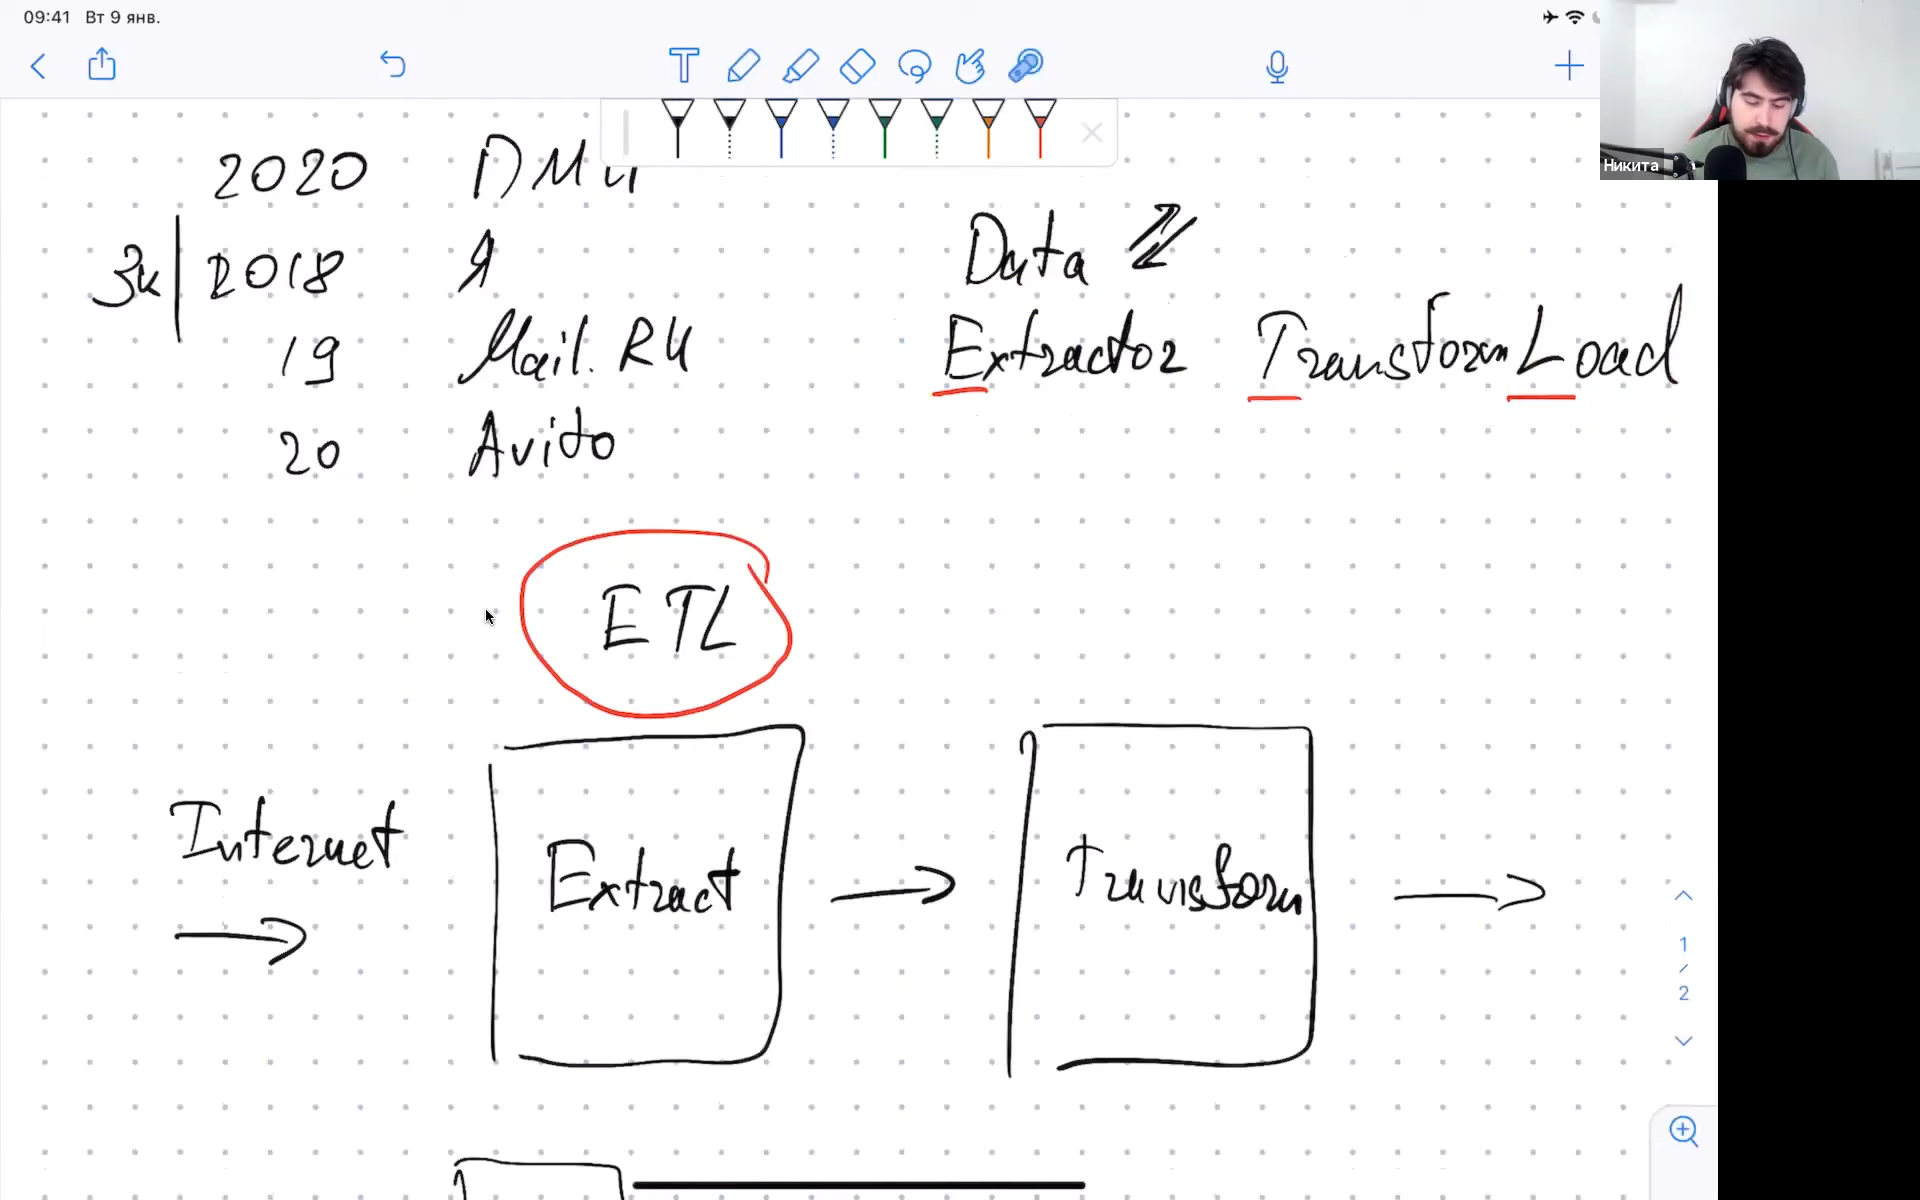 09:41 Вт 9 янв.
Никита
2020
Data
3к 2018 Я
19 Mail.RU
Extractor Transform Load
20 Avito
ETL
Internet
Extract
Transform
1
/
2